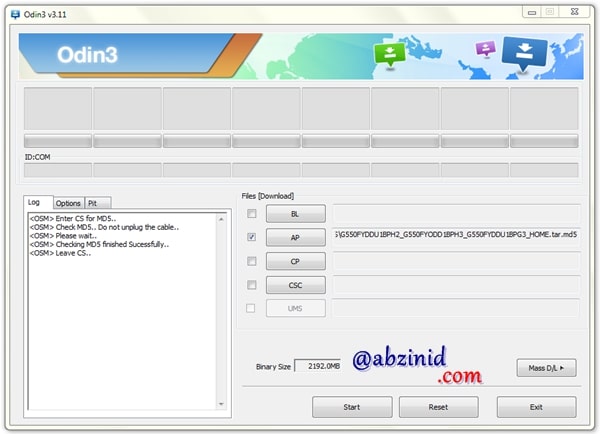 Odin3 v3.11
Odin3
ID:COM
Log Options Pit
<OSM> Enter CS for MD5..
<OSM> Check MD5.. Do not unplug the cable..
<OSM> Please wait..
<OSM> Checking MD5 finished Sucessfully..
<OSM> Leave CS..
Files [Download]
BL
AP
G550FYDDU1BPH2_G550FYODD1BPH3_G550FYDDU1BPG3_HOME.tar.md5
CP
CSC
UMS
Binary Size 2192.0MB
@abzinid
.com
Mass D/L
Start Reset Exit